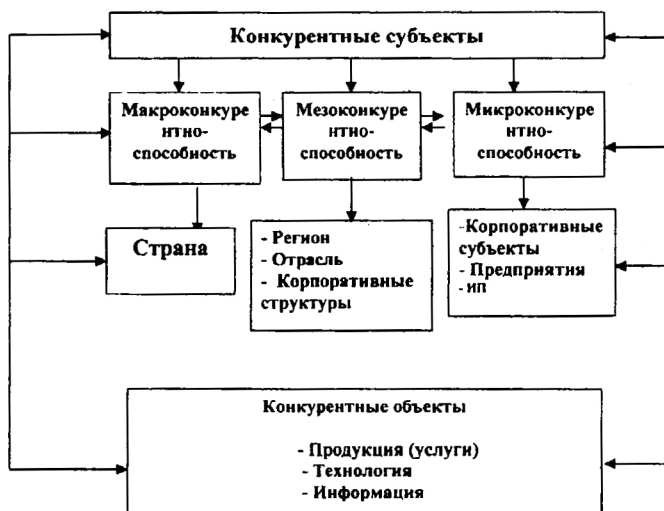 Конкурентные субъекты
Макроконкуре
нтно-
способность
Мезоконкурe
нтно-
способность
Микроконкуре
нтно-
способность
Страна
- Регион
- Отрасль
- Корпоративные
структуры
-Корпоративные
субъекты
- Предприятия
-ИП
Конкурентные объекты
- Продукция (услуги)
- Технология
- Информация